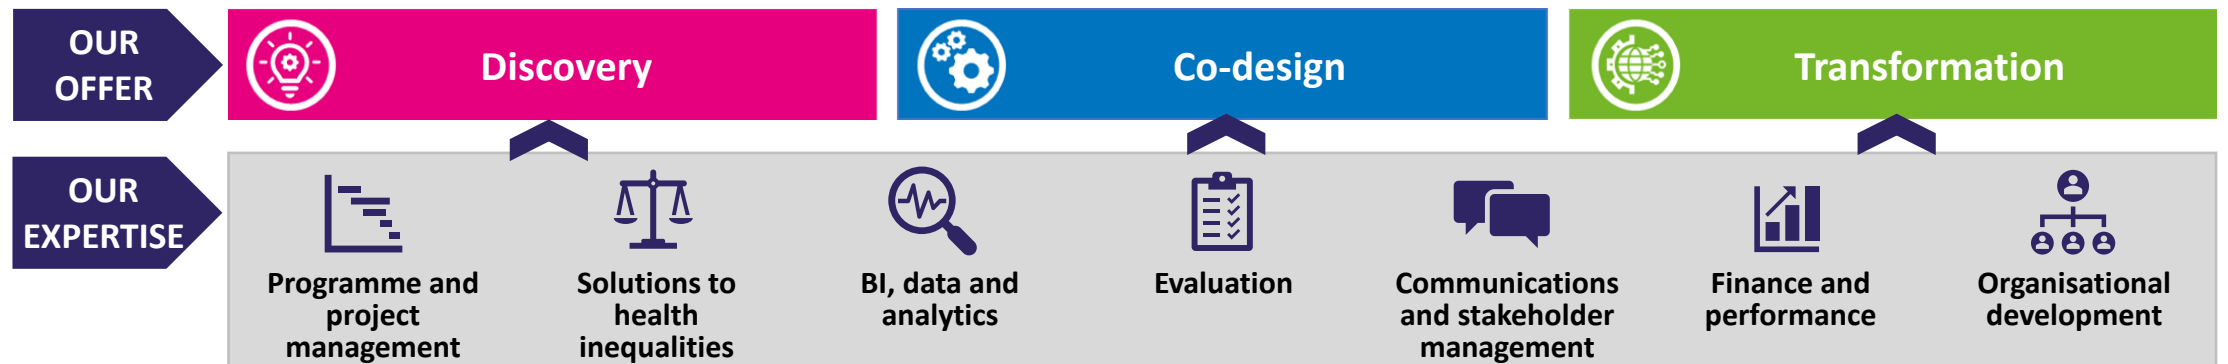 OUR
OFFER
Discovery
Co-design
Transformation
OUR
EXPERTISE
Programme and
project
management
Solutions to
health
inequalities
BI, data and
analytics
Evaluation
Communications
and stakeholder
management
Finance and
performance
Organisational
development